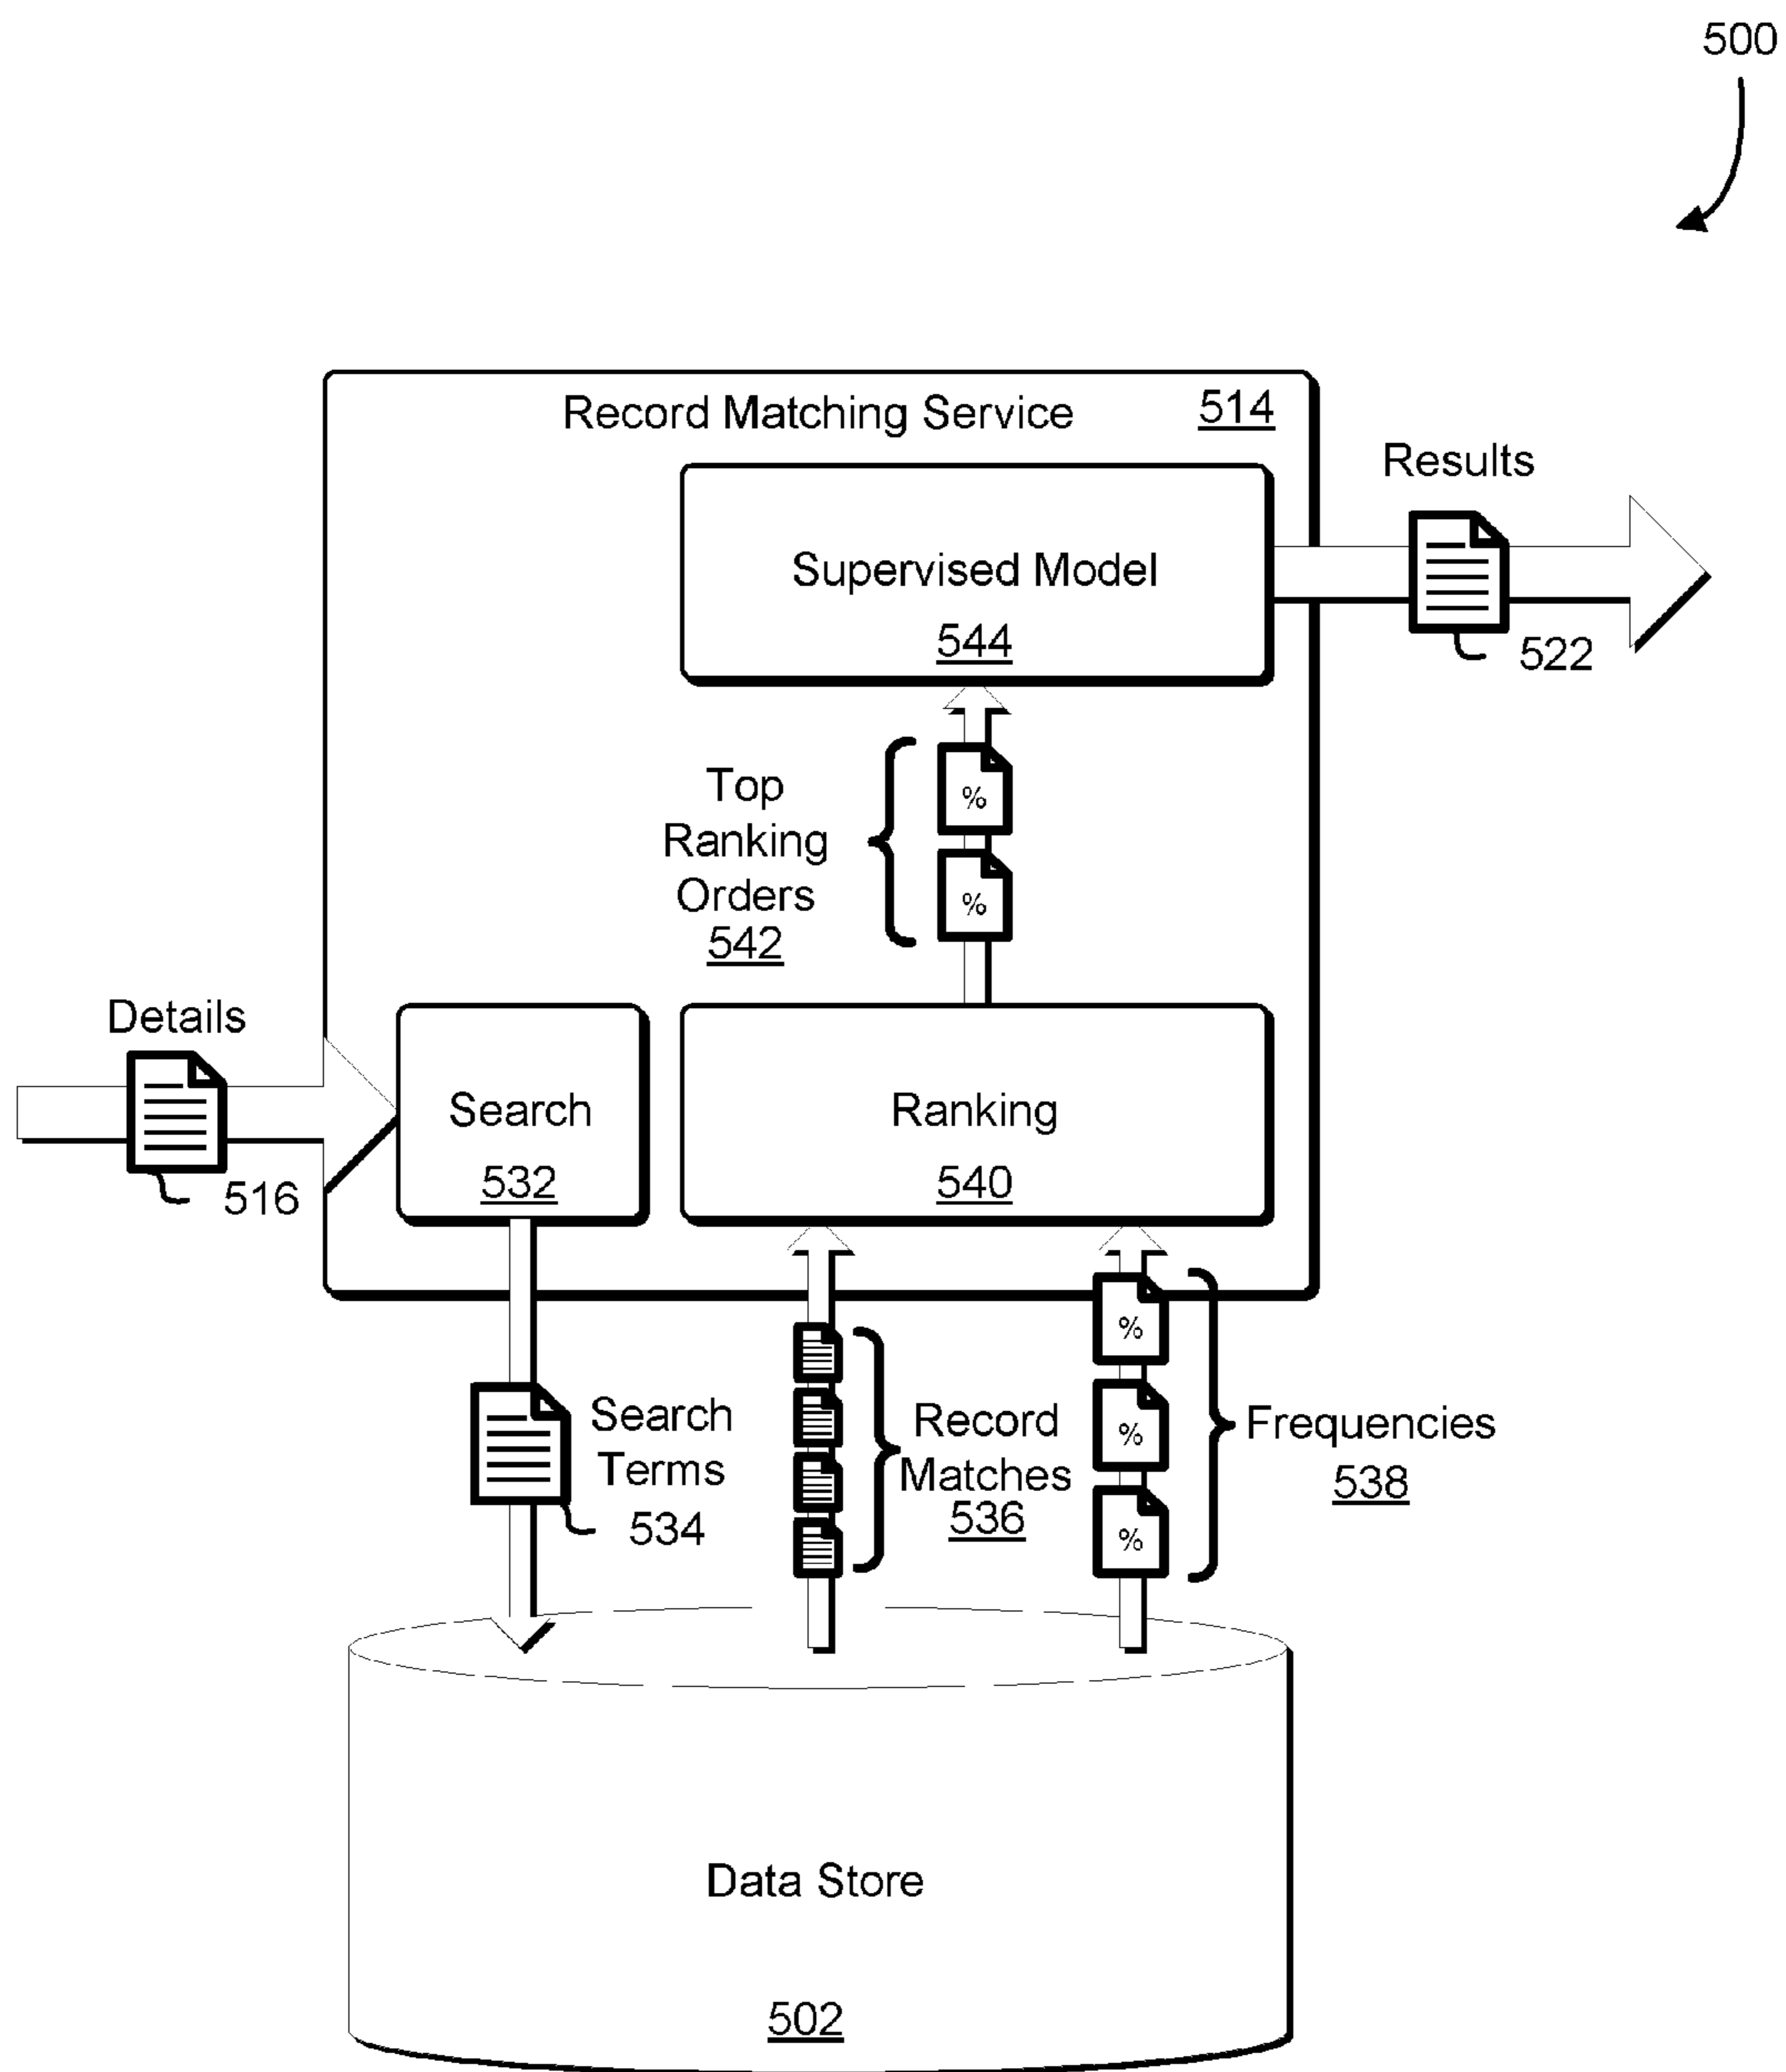 500
Record Matching Service
514
Results
522
Supervised Model
544
%
%
Top
Ranking
Orders
542
Details
516
Search
532
Ranking
540
Search
Terms
534
Record
Matches
536
%
%
%
Frequencies
538
Data Store
502